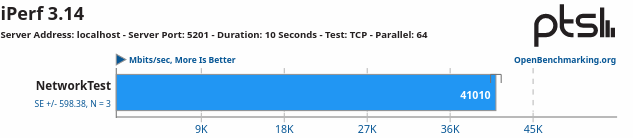 iPerf 3.14
Server Address: localhost - Server Port: 5201 - Duration: 10 Seconds - Test: TCP - Parallel: 64
pts
Mbits/sec, More Is Better
OpenBenchmarking.org
NetworkTest
41010
SE +/- 598.38, N = 3
9K 18K 27K 36K 45K